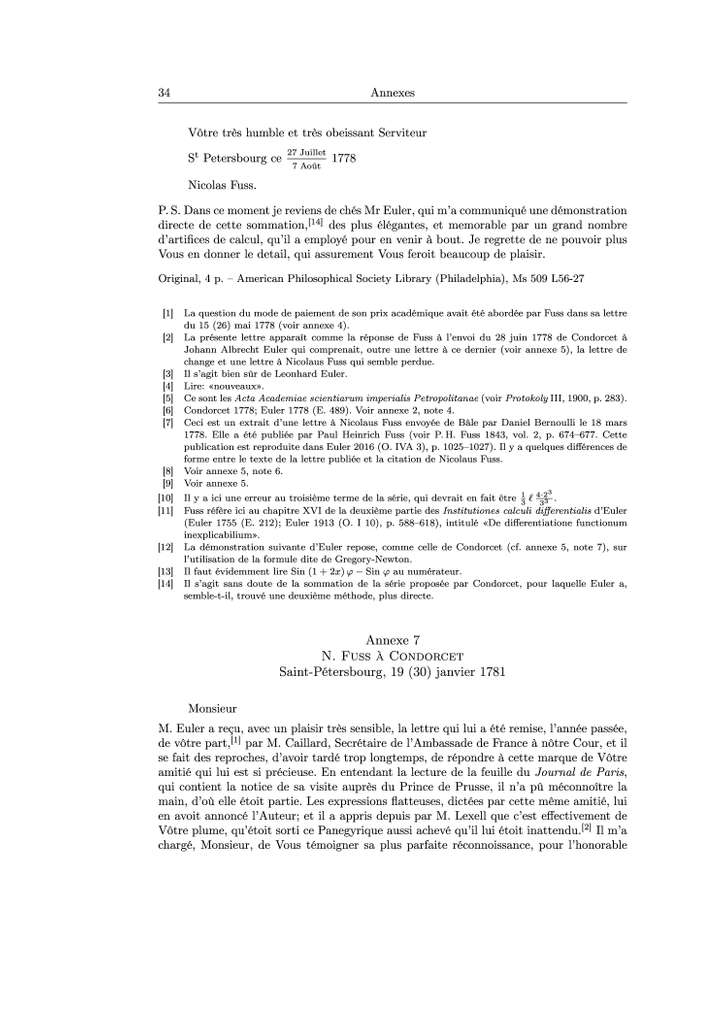 34
Annexes
Vôtre très humble et très obeissant Serviteur
Sᵗ Petersbourg ce 27 Juillet / 7 Août 1778
Nicolas Fuss.
P. S. Dans ce moment je reviens de chés Mr Euler, qui m'a communiqué une démonstration
directe de cette sommation,[14] des plus élégantes, et memorable par un grand nombre
d'artifices de calcul, qu'il a employé pour en venir à bout. Je regrette de ne pouvoir plus
Vous en donner le detail, qui assurement Vous feroit beaucoup de plaisir.
Original, 4 p. – American Philosophical Society Library (Philadelphia), Ms 509 L56-27
[1] La question du mode de paiement de son prix académique avait été abordée par Fuss dans sa lettre
du 15 (26) mai 1778 (voir annexe 4).
[2] La présente lettre apparaît comme la réponse de Fuss à l'envoi du 28 juin 1778 de Condorcet à
Johann Albrecht Euler qui comprenait, outre une lettre à ce dernier (voir annexe 5), la lettre de
change et une lettre à Nicolaus Fuss qui semble perdue.
[3] Il s'agit bien sûr de Leonhard Euler.
[4] Lire: «nouveaux».
[5] Ce sont les Acta Academiae scientiarum imperialis Petropolitanae (voir Protokoly III, 1900, p. 283).
[6] Condorcet 1778; Euler 1778 (E. 489). Voir annexe 2, note 4.
[7] Ceci est un extrait d'une lettre à Nicolaus Fuss envoyée de Bâle par Daniel Bernoulli le 18 mars
1778. Elle a été publiée par Paul Heinrich Fuss (voir P. H. Fuss 1843, vol. 2, p. 674–677. Cette
publication est reproduite dans Euler 2016 (O. IVA 3), p. 1025–1027). Il y a quelques différences de
forme entre le texte de la lettre publiée et la citation de Nicolaus Fuss.
[8] Voir annexe 5, note 6.
[9] Voir annexe 5.
[10] Il y a ici une erreur au troisième terme de la série, qui devrait en fait être 1/3 ℓ 4·2³/3³.
[11] Fuss réfère ici au chapitre XVI de la deuxième partie des Institutiones calculi differentialis d'Euler
(Euler 1755 (E. 212); Euler 1913 (O. I 10), p. 588–618), intitulé «De differentiatione functionum
inexplicabilium».
[12] La démonstration suivante d'Euler repose, comme celle de Condorcet (cf. annexe 5, note 7), sur
l'utilisation de la formule dite de Gregory-Newton.
[13] Il faut évidemment lire Sin (1 + 2x) φ − Sin φ au numérateur.
[14] Il s'agit sans doute de la sommation de la série proposée par Condorcet, pour laquelle Euler a,
semble-t-il, trouvé une deuxième méthode, plus directe.
Annexe 7
N. Fuss à Condorcet
Saint-Pétersbourg, 19 (30) janvier 1781
Monsieur
M. Euler a reçu, avec un plaisir très sensible, la lettre qui lui a été remise, l'année passée,
de vôtre part,[1] par M. Caillard, Secrétaire de l'Ambassade de France à nôtre Cour, et il
se fait des reproches, d'avoir tardé trop longtemps, de répondre à cette marque de Vôtre
amitié qui lui est si précieuse. En entendant la lecture de la feuille du Journal de Paris,
qui contient la notice de sa visite auprès du Prince de Prusse, il n'a pû méconnoître la
main, d'où elle étoit partie. Les expressions flatteuses, dictées par cette même amitié, lui
en avoit annoncé l'Auteur; et il a appris depuis par M. Lexell que c'est effectivement de
Vôtre plume, qu'étoit sorti ce Panegyrique aussi achevé qu'il lui étoit inattendu.[2] Il m'a
chargé, Monsieur, de Vous témoigner sa plus parfaite réconnoissance, pour l'honorable